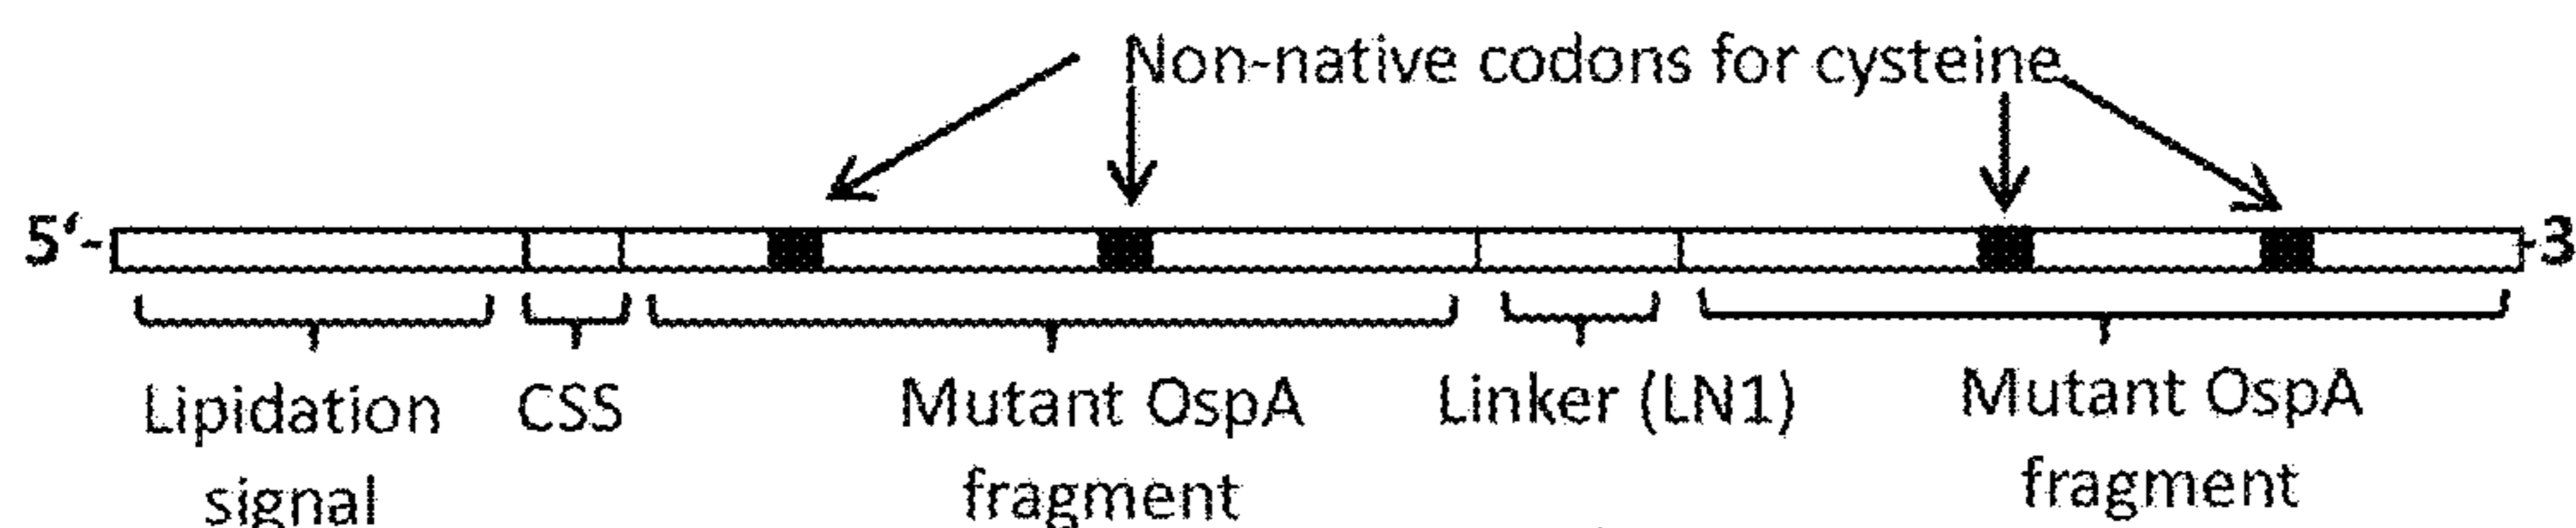 Non-native codons for cysteine
5‘- -3
Lipidation signal
CSS
Mutant OspA fragment
Linker (LN1)
Mutant OspA fragment